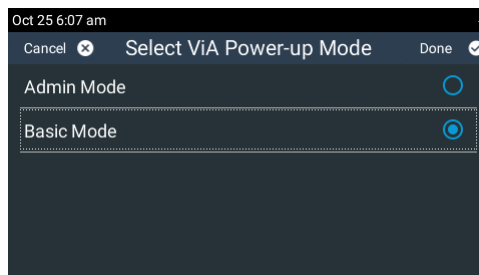 Oct 25 6:07 am
Cancel Select ViA Power-up Mode Done
Admin Mode
Basic Mode